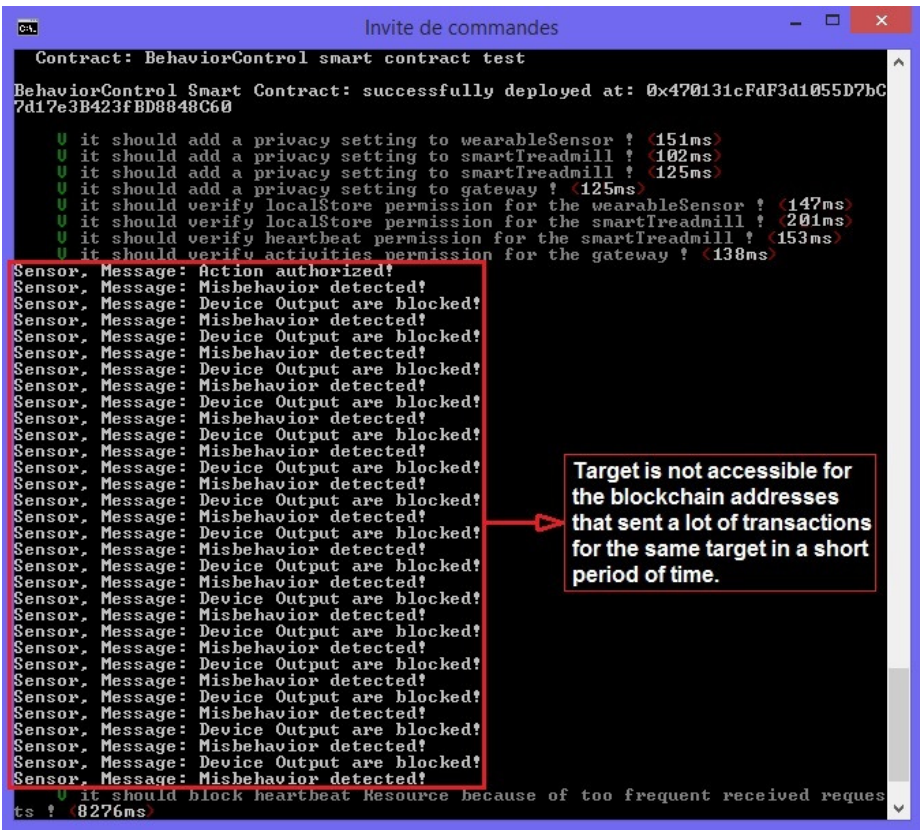 C:\.
Invite de commandes
Contract: BehaviorControl smart contract test
BehaviorControl Smart Contract: successfully deployed at: 0x470131cFdF3d1055D7bC
7d17e3B423fBD8848C60
V it should add a privacy setting to wearableSensor ! (151ms)
V it should add a privacy setting to smartTreadmill ! (102ms)
V it should add a privacy setting to smartTreadmill ! (125ms)
V it should add a privacy setting to gateway ! (125ms)
V it should verify localStore permission for the wearableSensor ! (147ms)
V it should verify localStore permission for the smartTreadmill ! (201ms)
V it should verify heartbeat permission for the smartTreadmill ! (153ms)
V it should verify activities permission for the gateway ! (138ms)
Sensor, Message: Action authorized!
Sensor, Message: Misbehavior detected!
Sensor, Message: Device Output are blocked!
Sensor, Message: Misbehavior detected!
Sensor, Message: Device Output are blocked!
Sensor, Message: Misbehavior detected!
Sensor, Message: Device Output are blocked!
Sensor, Message: Misbehavior detected!
Sensor, Message: Device Output are blocked!
Sensor, Message: Misbehavior detected!
Sensor, Message: Device Output are blocked!
Sensor, Message: Misbehavior detected!
Sensor, Message: Device Output are blocked!
Sensor, Message: Misbehavior detected!
Sensor, Message: Device Output are blocked!
Sensor, Message: Misbehavior detected!
Sensor, Message: Device Output are blocked!
Sensor, Message: Misbehavior detected!
Sensor, Message: Device Output are blocked!
Sensor, Message: Misbehavior detected!
Sensor, Message: Device Output are blocked!
Sensor, Message: Misbehavior detected!
Sensor, Message: Device Output are blocked!
Sensor, Message: Misbehavior detected!
Sensor, Message: Device Output are blocked!
Sensor, Message: Misbehavior detected!
Sensor, Message: Device Output are blocked!
Sensor, Message: Misbehavior detected!
Sensor, Message: Device Output are blocked!
Sensor, Message: Misbehavior detected!
Sensor, Message: Device Output are blocked!
Sensor, Message: Misbehavior detected!
Target is not accessible for
the blockchain addresses
that sent a lot of transactions
for the same target in a short
period of time.
V it should block heartbeat Resource because of too frequent received reques
ts ! (8276ms)